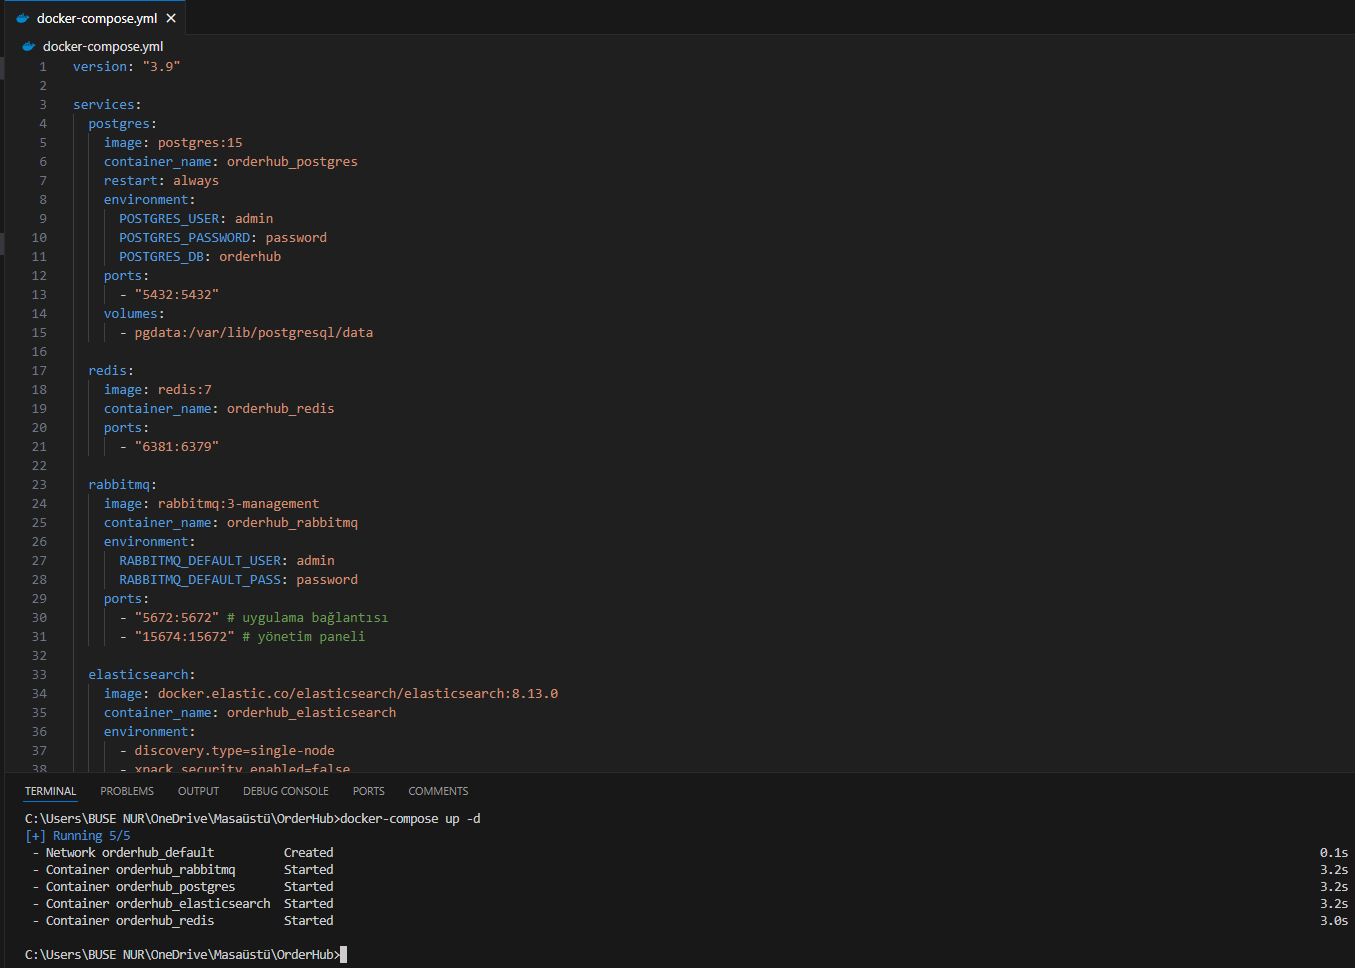 docker-compose.yml
docker-compose.yml
1 version: "3.9"
2
3 services:
4 postgres:
5 image: postgres:15
6 container_name: orderhub_postgres
7 restart: always
8 environment:
9 POSTGRES_USER: admin
10 POSTGRES_PASSWORD: password
11 POSTGRES_DB: orderhub
12 ports:
13 - "5432:5432"
14 volumes:
15 - pgdata:/var/lib/postgresql/data
16
17 redis:
18 image: redis:7
19 container_name: orderhub_redis
20 ports:
21 - "6381:6379"
22
23 rabbitmq:
24 image: rabbitmq:3-management
25 container_name: orderhub_rabbitmq
26 environment:
27 RABBITMQ_DEFAULT_USER: admin
28 RABBITMQ_DEFAULT_PASS: password
29 ports:
30 - "5672:5672" # uygulama bağlantısı
31 - "15674:15672" # yönetim paneli
32
33 elasticsearch:
34 image: docker.elastic.co/elasticsearch/elasticsearch:8.13.0
35 container_name: orderhub_elasticsearch
36 environment:
37 - discovery.type=single-node
38 - xpack.security.enabled=false
TERMINAL PROBLEMS OUTPUT DEBUG CONSOLE PORTS COMMENTS
C:\Users\BUSE NUR\OneDrive\Masaüstü\OrderHub>docker-compose up -d
[+] Running 5/5
- Network orderhub_default Created 0.1s
- Container orderhub_rabbitmq Started 3.2s
- Container orderhub_postgres Started 3.2s
- Container orderhub_elasticsearch Started 3.2s
- Container orderhub_redis Started 3.0s
C:\Users\BUSE NUR\OneDrive\Masaüstü\OrderHub>